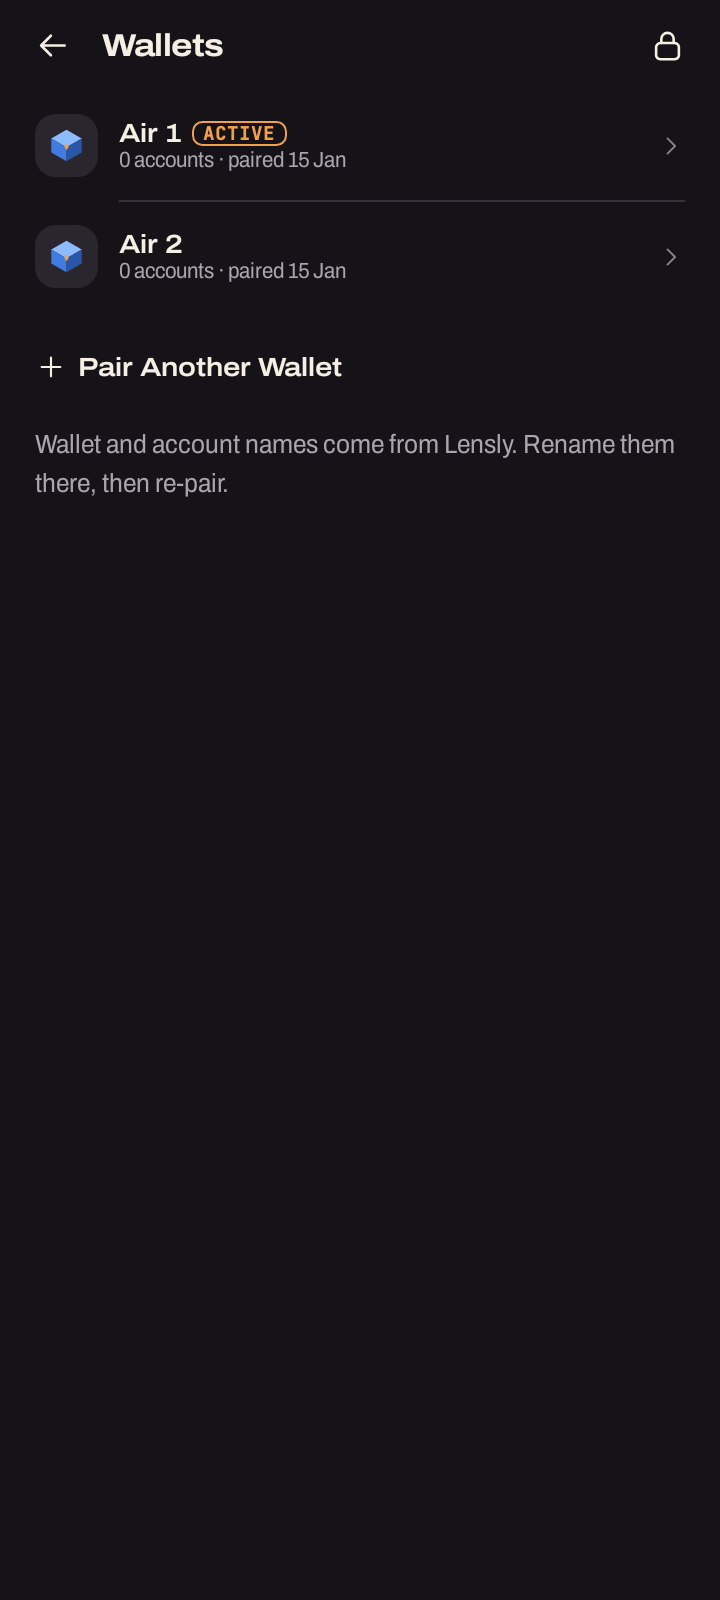 Wallets
Air 1 ACTIVE
0 accounts · paired 15 Jan
Air 2
0 accounts · paired 15 Jan
Pair Another Wallet
Wallet and account names come from Lensly. Rename them
there, then re-pair.